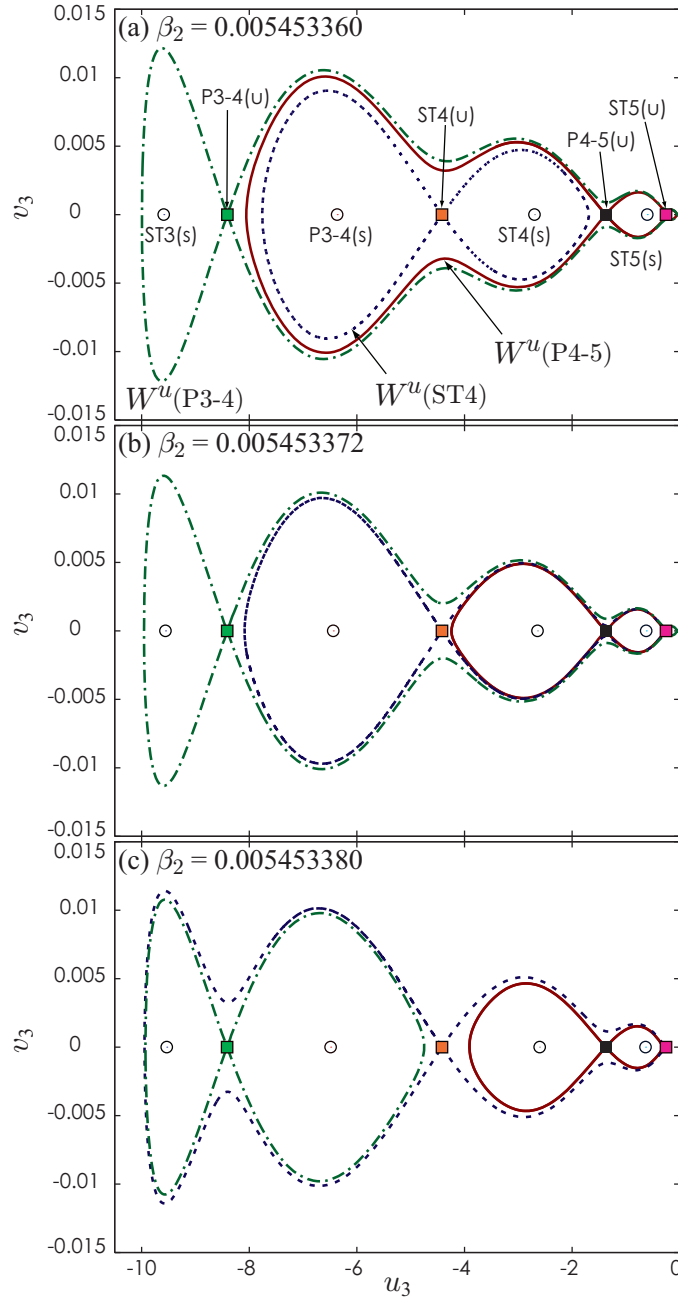 (a) β₂ = 0.005453360
0.015
0.01
0.005
0
-0.005
-0.01
-0.015
v₃
P3-4(u)
ST4(u)
P4-5(u)
ST5(u)
ST3(s)
P3-4(s)
ST4(s)
ST5(s)
Wᵘ(P3-4)
Wᵘ(ST4)
Wᵘ(P4-5)
(b) β₂ = 0.005453372
0.015
0.01
0.005
0
-0.005
-0.01
-0.015
v₃
(c) β₂ = 0.005453380
0.015
0.01
0.005
0
-0.005
-0.01
-0.015
v₃
-10 -8 -6 -4 -2 0
u₃